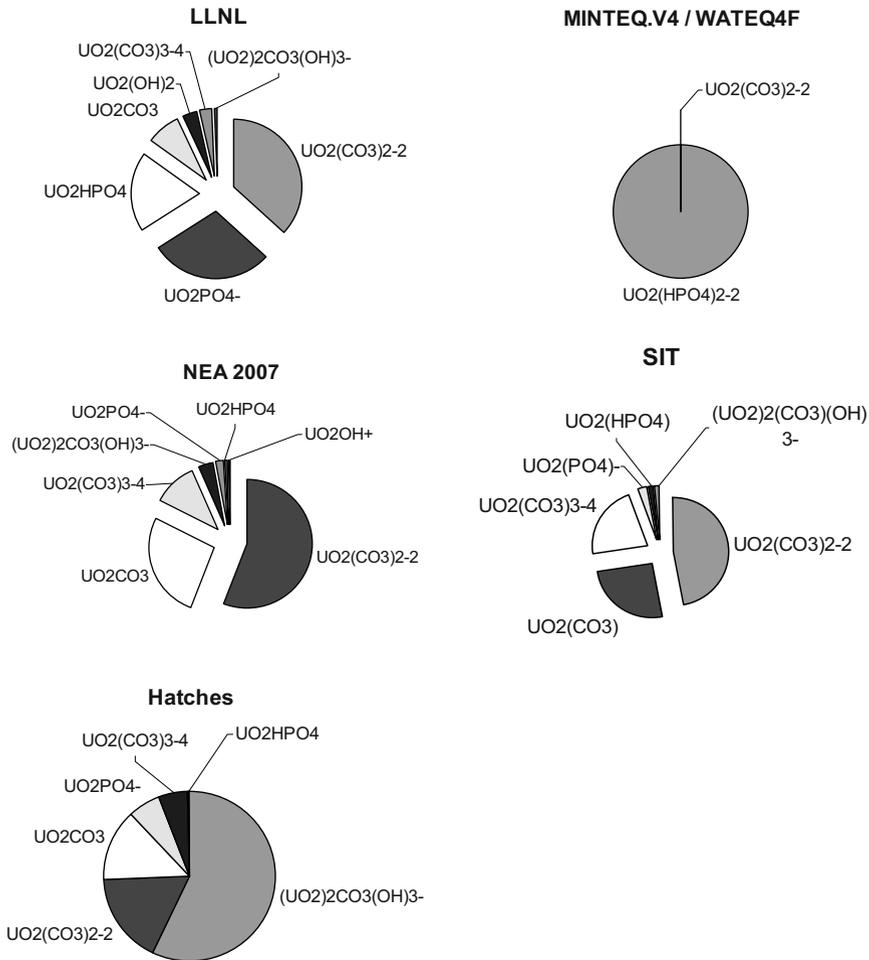 LLNL
UO2(CO3)3-4
(UO2)2CO3(OH)3-
UO2(OH)2
UO2CO3
UO2(CO3)2-2
UO2HPO4
UO2PO4-
MINTEQ.V4 / WATEQ4F
UO2(CO3)2-2
UO2(HPO4)2-2
NEA 2007
UO2PO4-
UO2HPO4
UO2OH+
(UO2)2CO3(OH)3-
UO2(CO3)3-4
UO2(CO3)2-2
UO2CO3
SIT
UO2(HPO4)
(UO2)2(CO3)(OH)
3-
UO2(PO4)-
UO2(CO3)3-4
UO2(CO3)2-2
UO2(CO3)
Hatches
UO2(CO3)3-4
UO2HPO4
UO2PO4-
UO2CO3
(UO2)2CO3(OH)3-
UO2(CO3)2-2